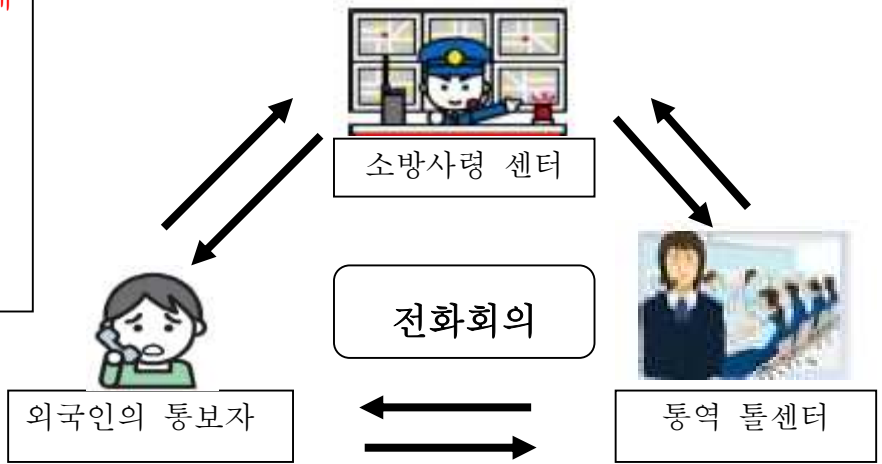 소방사령 센터
전화회의
외국인의 통보자
통역 톨센터